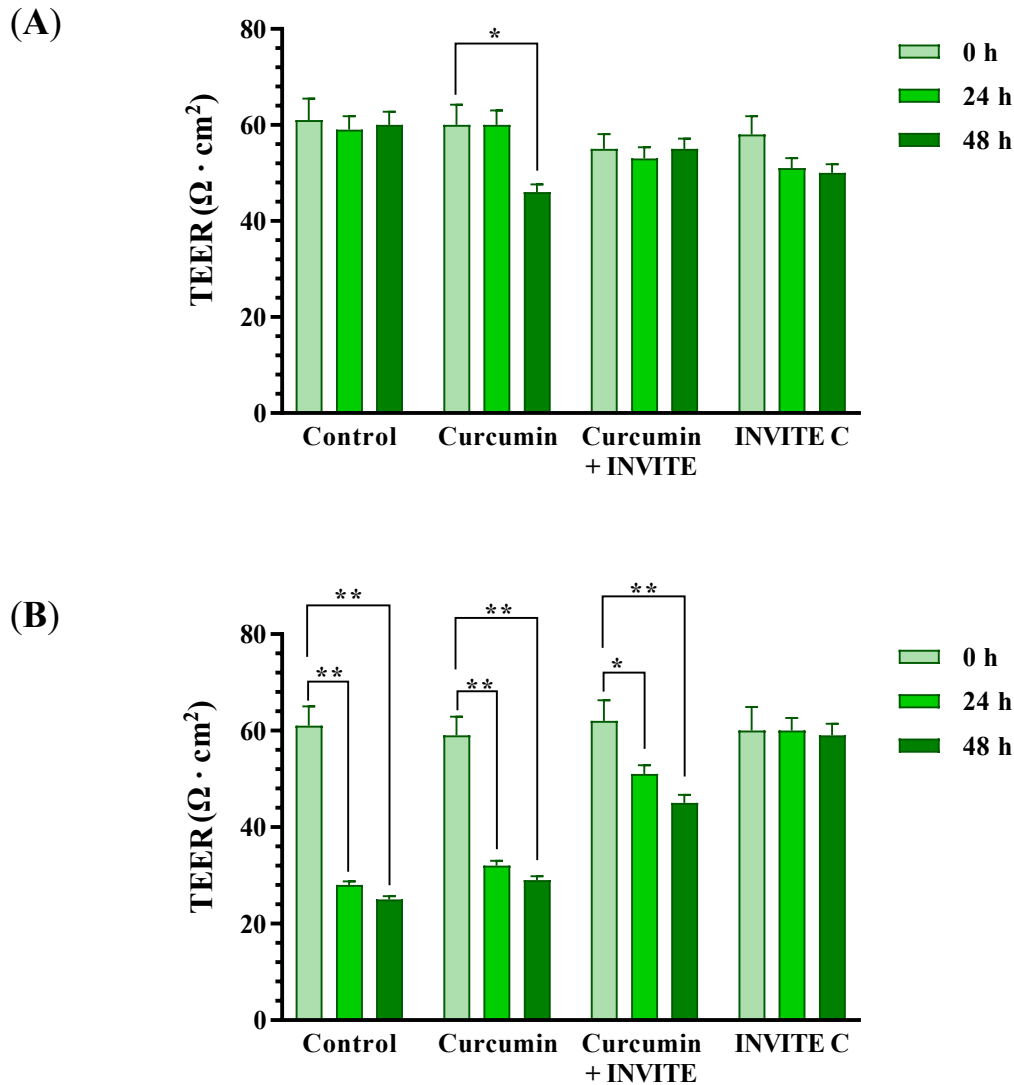 (A)
80
60
40
20
0
TEER (Ω · cm²)
*
0 h
24 h
48 h
Control
Curcumin
Curcumin
+ INVITE
INVITE C
(B)
80
60
40
20
0
TEER (Ω · cm²)
**
**
**
**
**
*
0 h
24 h
48 h
Control
Curcumin
Curcumin
+ INVITE
INVITE C